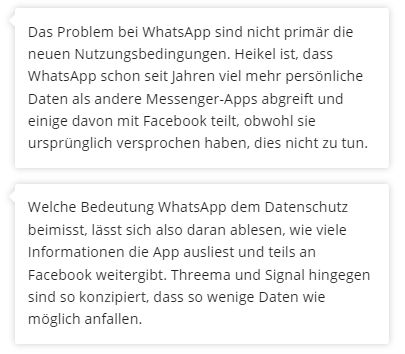 Das Problem bei WhatsApp sind nicht primär die
neuen Nutzungsbedingungen. Heikel ist, dass
WhatsApp schon seit Jahren viel mehr persönliche
Daten als andere Messenger-Apps abgreift und
einige davon mit Facebook teilt, obwohl sie
ursprünglich versprochen haben, dies nicht zu tun.
Welche Bedeutung WhatsApp dem Datenschutz
beimisst, lässt sich also daran ablesen, wie viele
Informationen die App ausliest und teils an
Facebook weitergibt. Threema und Signal hingegen
sind so konzipiert, dass so wenige Daten wie
möglich anfallen.